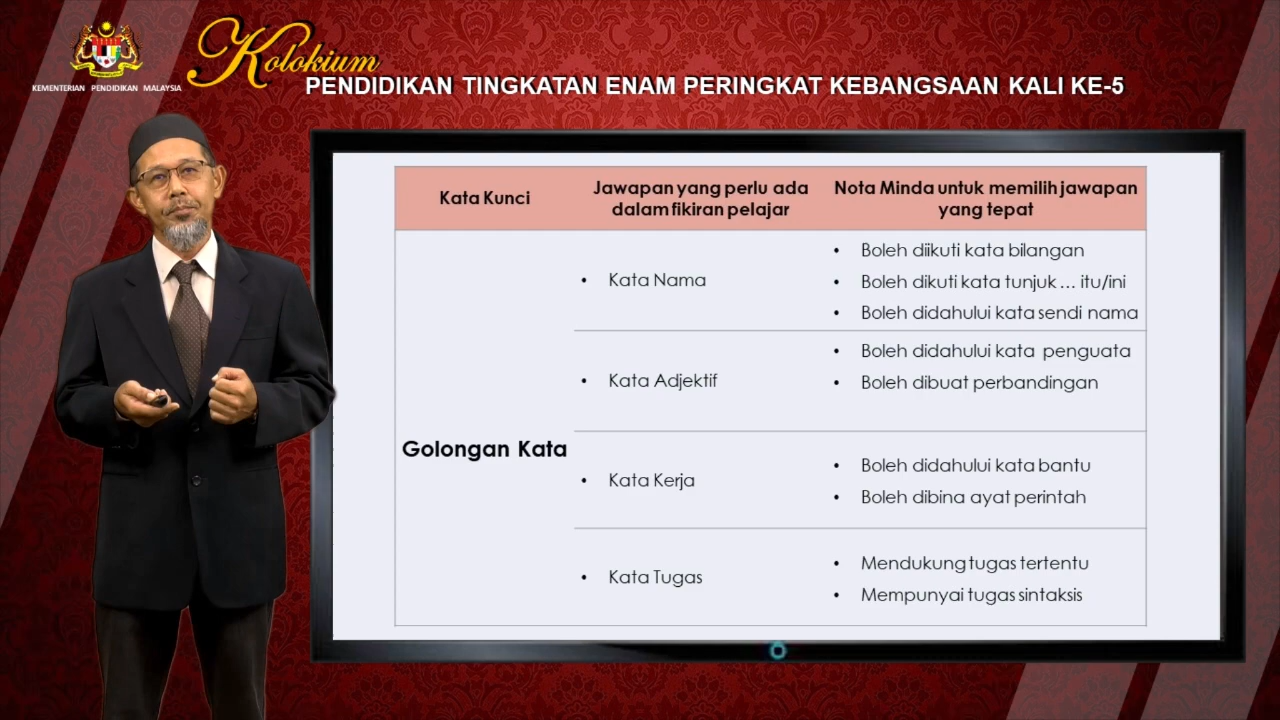 Kolokium
KEMENTERIAN PENDIDIKAN MALAYSIA
PENDIDIKAN TINGKATAN ENAM PERINGKAT KEBANGSAAN KALI KE-5
Kata Kunci
Jawapan yang perlu ada
dalam fikiran pelajar
Nota Minda untuk memilih jawapan
yang tepat
Golongan Kata
• Kata Nama
• Boleh diikuti kata bilangan
• Boleh dikuti kata tunjuk ... itu/ini
• Boleh didahului kata sendi nama
• Kata Adjektif
• Boleh didahului kata penguata
• Boleh dibuat perbandingan
• Kata Kerja
• Boleh didahului kata bantu
• Boleh dibina ayat perintah
• Kata Tugas
• Mendukung tugas tertentu
• Mempunyai tugas sintaksis